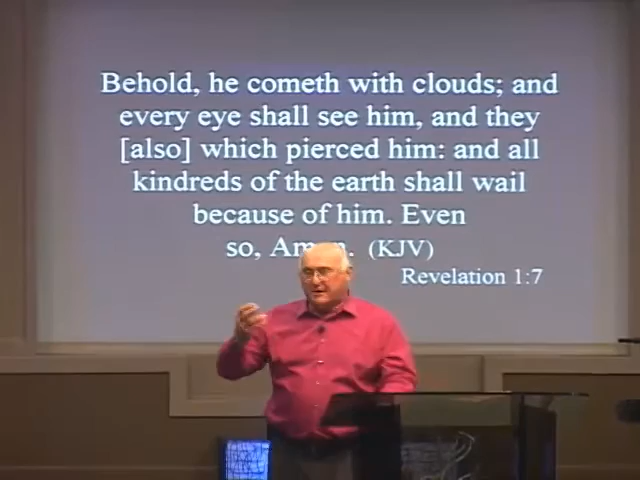 Behold, he cometh with clouds; and
every eye shall see him, and they
[also] which pierced him: and all
kindreds of the earth shall wail
because of him. Even
so, (KJV)
Revelation 1:7